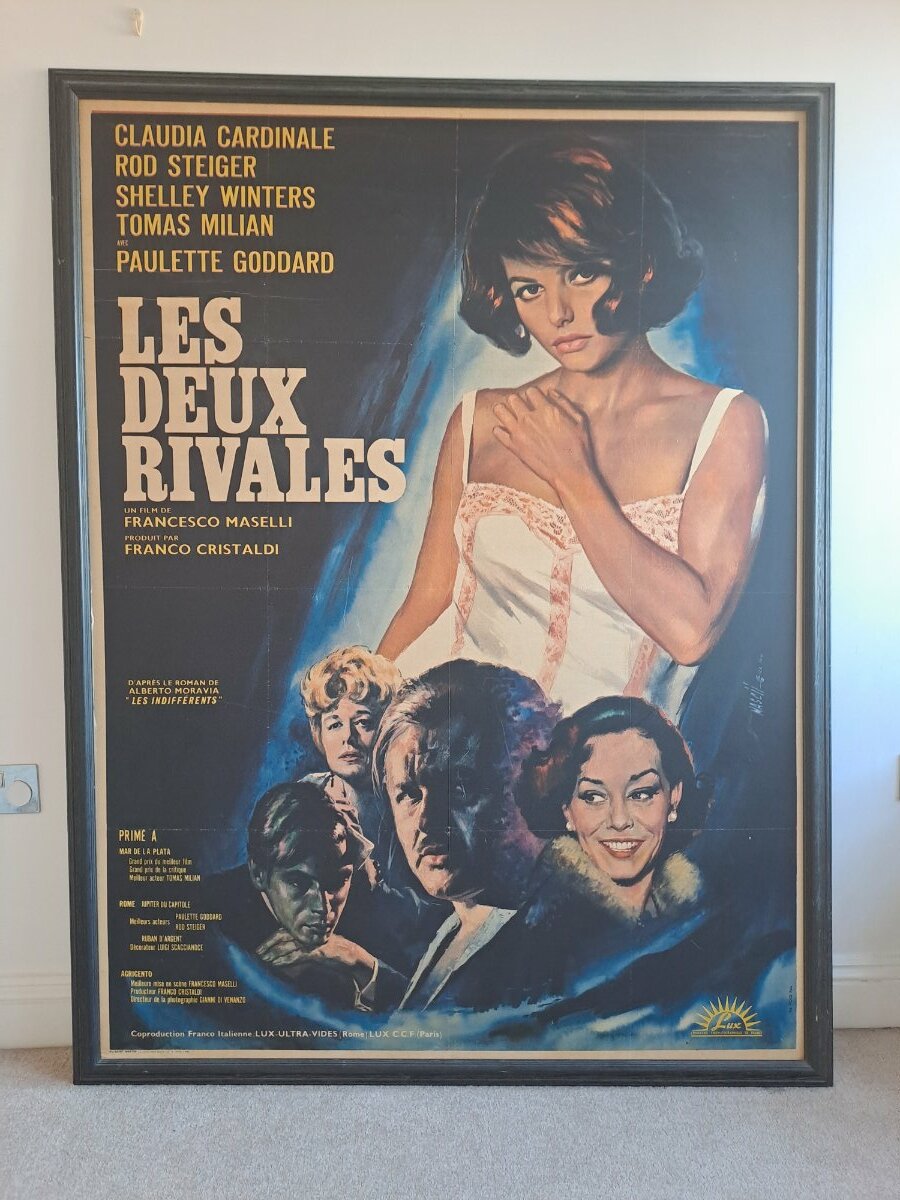 CLAUDIA CARDINALE
ROD STEIGER
SHELLEY WINTERS
TOMAS MILIAN
AVEC
PAULETTE GODDARD
LES
DEUX
RIVALES
UN FILM DE
FRANCESCO MASELLI
PRODUIT PAR
FRANCO CRISTALDI
D'APRÈS LE ROMAN DE
ALBERTO MORAVIA
"LES INDIFFÉRENTS"
PRIMÉ A
MAR DE LA PLATA
Grand prix du meilleur film
Grand prix de la critique
Meilleur acteur TOMAS MILIAN
ROME JUPITER DU CAPITOLE
Meilleurs acteurs PAULETTE GODDARD
ROD STEIGER
RUBAN D'ARGENT
Décorateur LUIGI SCACCIANOCE
AGRIGENTO
Meilleure mise en scène FRANCESCO MASELLI
Producteur FRANCO CRISTALDI
Directeur de la photographie GIANNI DI VENANZO
Coproduction Franco Italienne LUX-ULTRA-VIDES (Rome) LUX C.C.F (Paris)
Lux